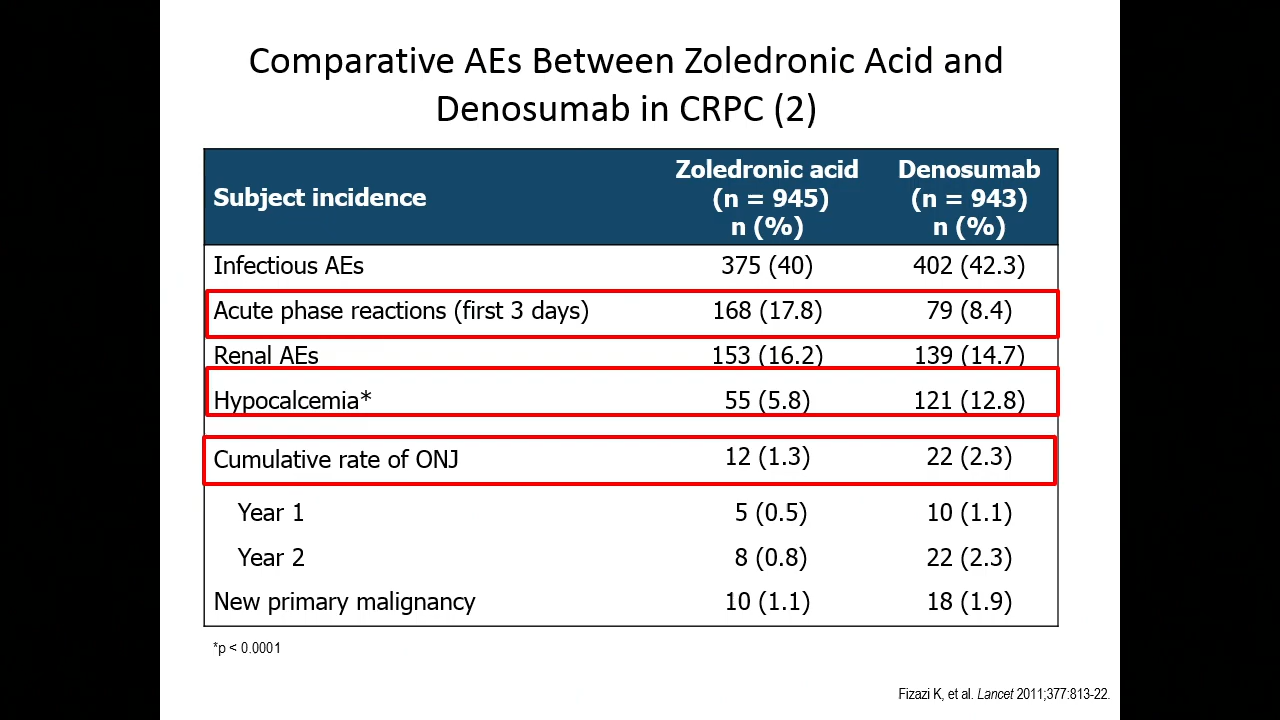 Comparative AEs Between Zoledronic Acid and
Denosumab in CRPC (2)
Subject incidence
Zoledronic acid
(n = 945)
n (%)
Denosumab
(n = 943)
n (%)
Infectious AEs 375 (40) 402 (42.3)
Acute phase reactions (first 3 days) 168 (17.8) 79 (8.4)
Renal AEs 153 (16.2) 139 (14.7)
Hypocalcemia* 55 (5.8) 121 (12.8)
Cumulative rate of ONJ 12 (1.3) 22 (2.3)
Year 1 5 (0.5) 10 (1.1)
Year 2 8 (0.8) 22 (2.3)
New primary malignancy 10 (1.1) 18 (1.9)
*p < 0.0001
Fizazi K, et al. Lancet 2011;377:813-22.